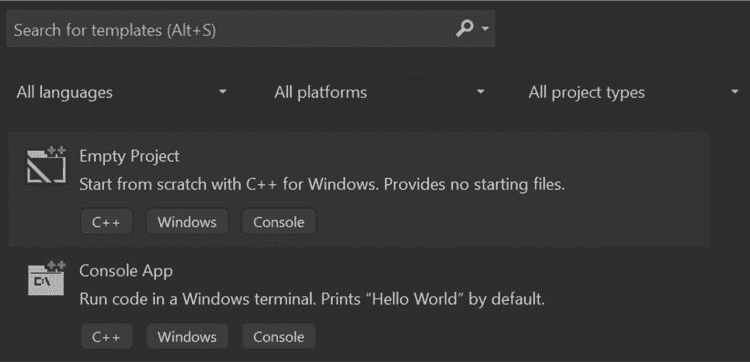 Search for templates (Alt+S)
All languages All platforms All project types
Empty Project
Start from scratch with C++ for Windows. Provides no starting files.
C++ Windows Console
C:\
Console App
Run code in a Windows terminal. Prints “Hello World” by default.
C++ Windows Console